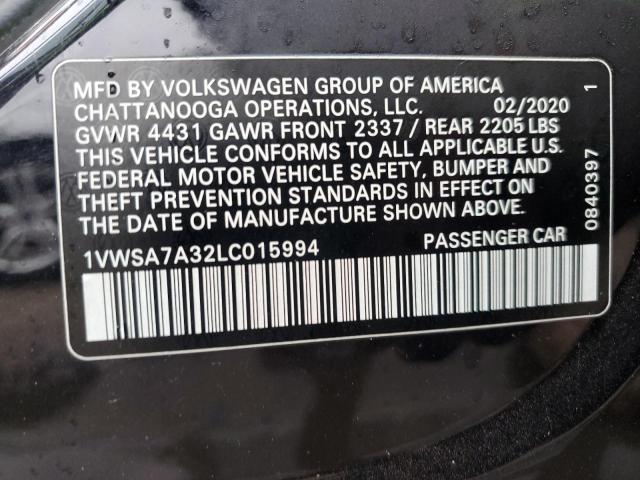 MFD BY VOLKSWAGEN GROUP OF AMERICA
CHATTANOOGA OPERATIONS, LLC. 02/2020
GVWR 4431 GAWR FRONT 2337 / REAR 2205 LBS
THIS VEHICLE CONFORMS TO ALL APPLICABLE U.S.
FEDERAL MOTOR VEHICLE SAFETY, BUMPER AND
THEFT PREVENTION STANDARDS IN EFFECT ON
THE DATE OF MANUFACTURE SHOWN ABOVE.
1VWSA7A32LC015994 PASSENGER CAR
0840397 1